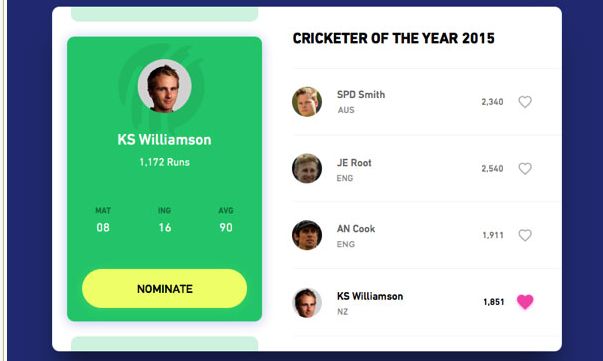 KS Williamson
1,172 Runs
MAT ING AVG
08 16 90
NOMINATE
CRICKETER OF THE YEAR 2015
SPD Smith
AUS
2,340
JE Root
ENG
2,540
AN Cook
ENG
1,911
KS Williamson
NZ
1,851